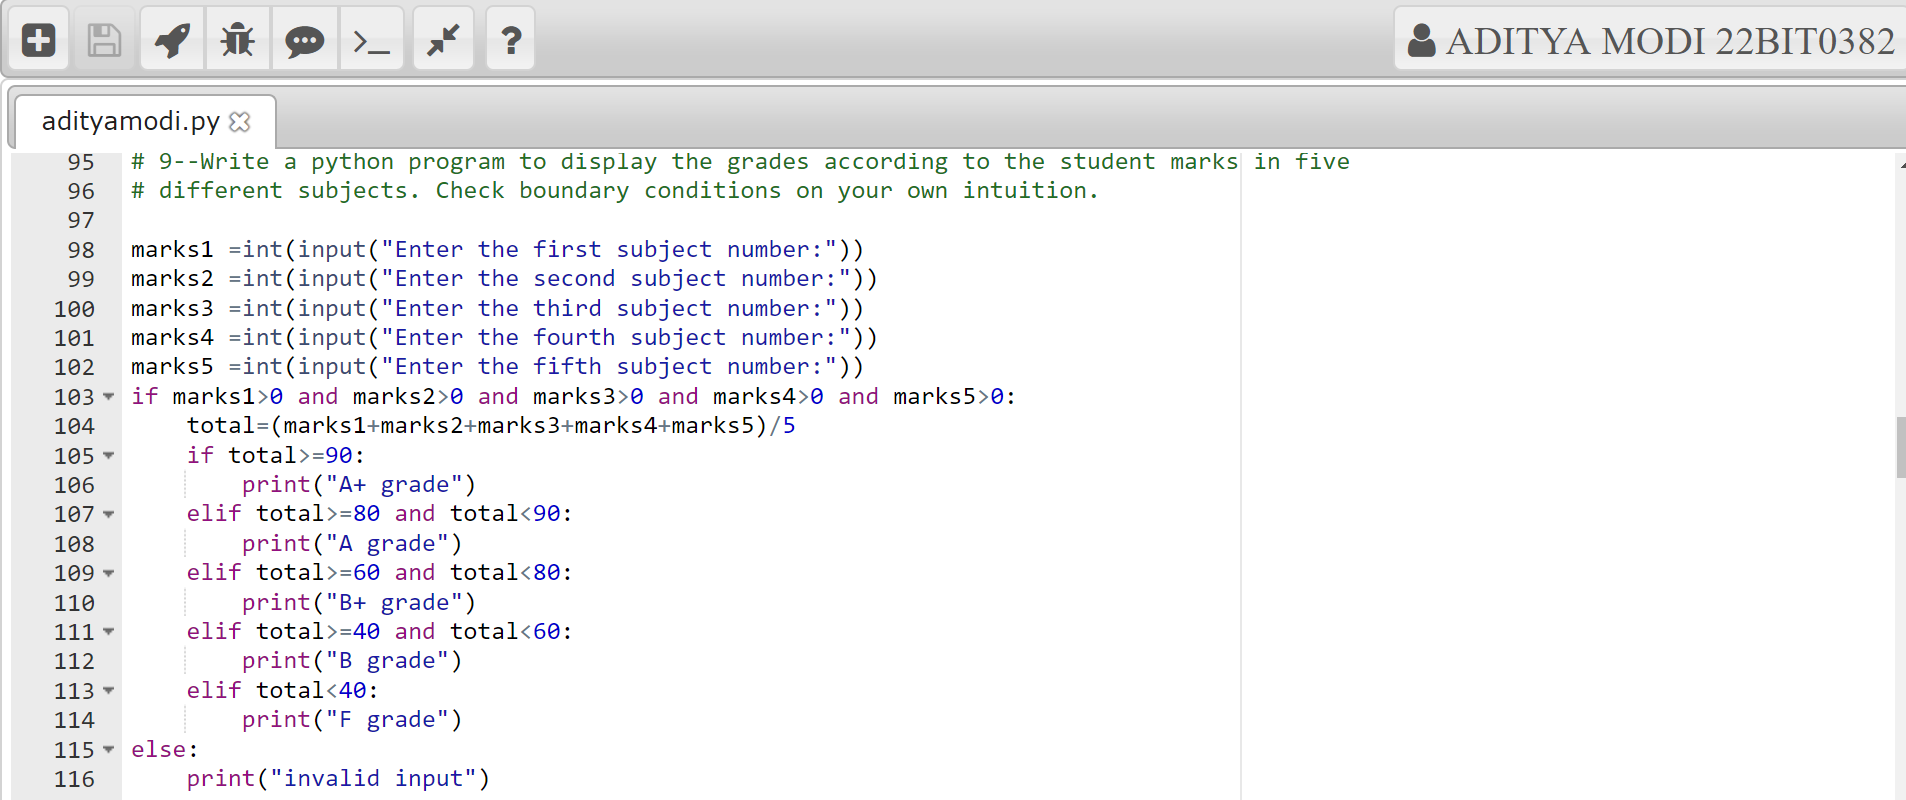 ADITYA MODI 22BIT0382
adityamodi.py
95 # 9--Write a python program to display the grades according to the student marks in five
96 # different subjects. Check boundary conditions on your own intuition.
97
98 marks1 =int(input("Enter the first subject number:"))
99 marks2 =int(input("Enter the second subject number:"))
100 marks3 =int(input("Enter the third subject number:"))
101 marks4 =int(input("Enter the fourth subject number:"))
102 marks5 =int(input("Enter the fifth subject number:"))
103 if marks1>0 and marks2>0 and marks3>0 and marks4>0 and marks5>0:
104     total=(marks1+marks2+marks3+marks4+marks5)/5
105     if total>=90:
106         print("A+ grade")
107     elif total>=80 and total<90:
108         print("A grade")
109     elif total>=60 and total<80:
110         print("B+ grade")
111     elif total>=40 and total<60:
112         print("B grade")
113     elif total<40:
114         print("F grade")
115 else:
116     print("invalid input")